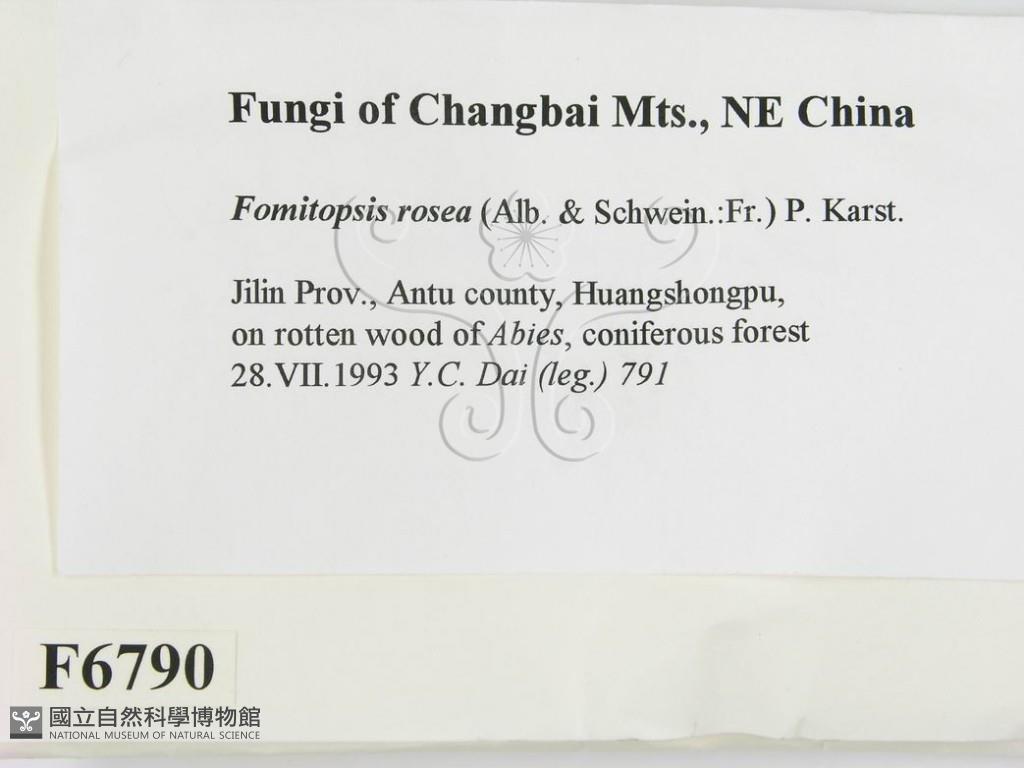 Fungi of Changbai Mts., NE China
Fomitopsis rosea (Alb. & Schwein.:Fr.) P. Karst.
Jilin Prov., Antu county, Huangshongpu,
on rotten wood of Abies, coniferous forest
28.VII.1993 Y.C. Dai (leg.) 791
F6790
國立自然科學博物館
NATIONAL MUSEUM OF NATURAL SCIENCE